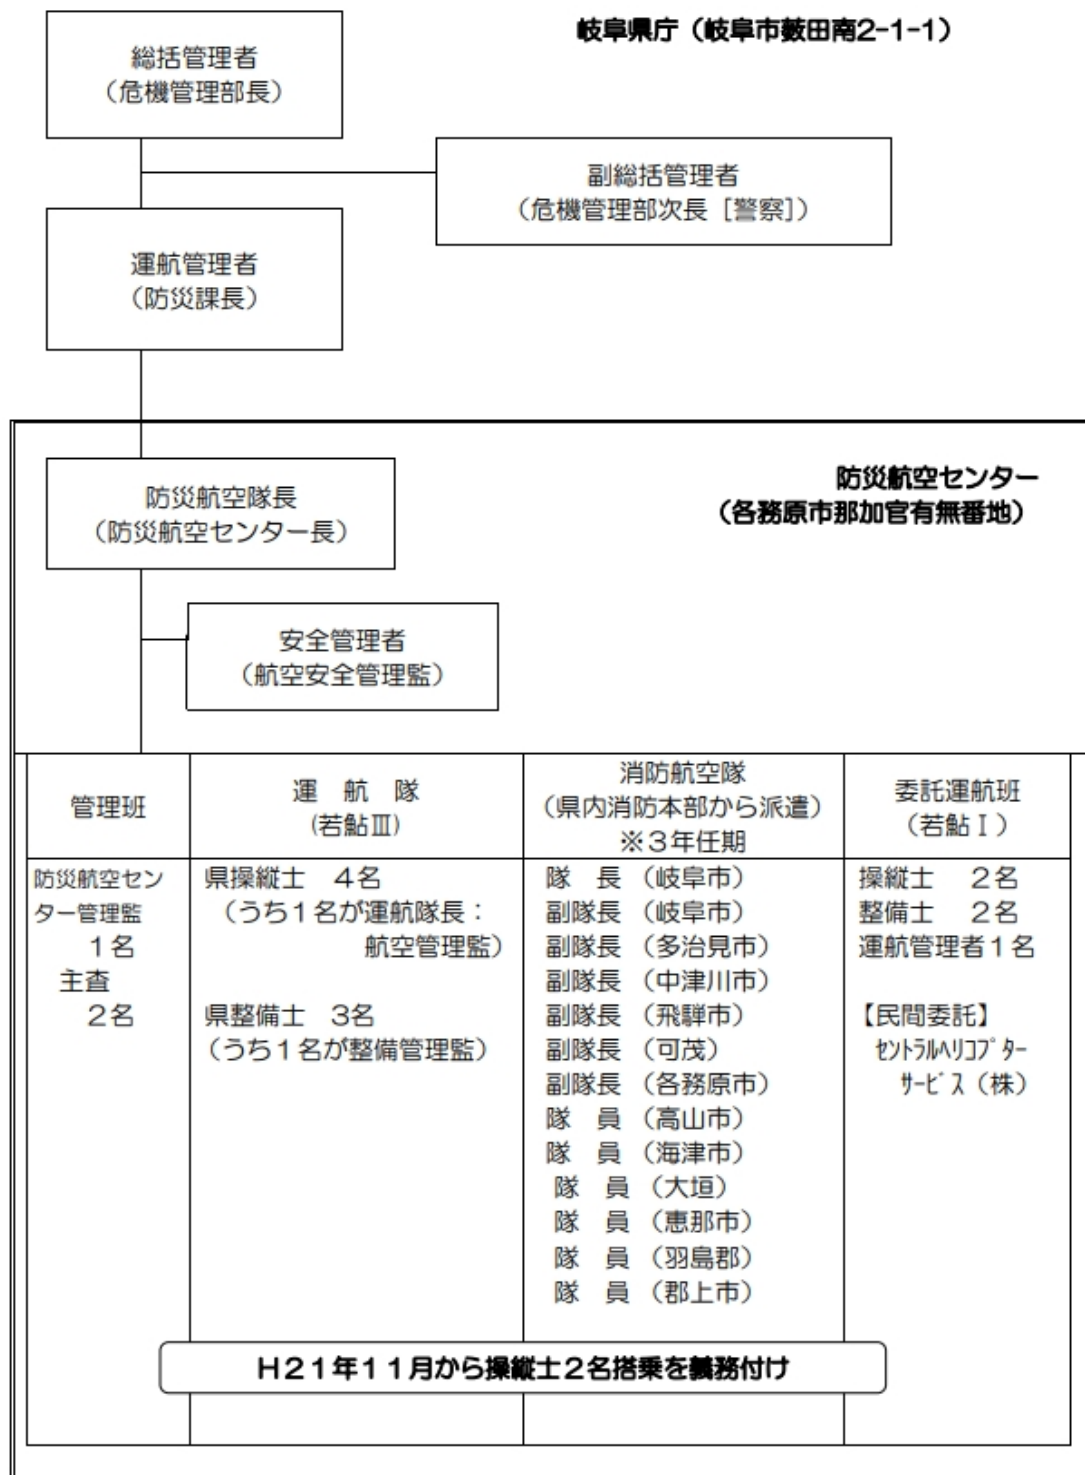 岐阜県庁（岐阜市薮田南2-1-1）
総括管理者
（危機管理部長）
副総括管理者
（危機管理部次長［警察］）
運航管理者
（防災課長）
防災航空センター
（各務原市那加官有無番地）
防災航空隊長
（防災航空センター長）
安全管理者
（航空安全管理監）
管理班
運　航　隊
（若鮎Ⅲ）
消防航空隊
（県内消防本部から派遣）
※３年任期
委託運航班
（若鮎Ⅰ）
防災航空セン
ター管理監
１名
主査
２名
県操縦士　４名
（うち１名が運航隊長：
航空管理監）
県整備士　3名
（うち１名が整備管理監）
隊　長（岐阜市）
副隊長（岐阜市）
副隊長（多治見市）
副隊長（中津川市）
副隊長（飛騨市）
副隊長（可茂）
副隊長（各務原市）
隊　員（高山市）
隊　員（海津市）
隊　員（大垣）
隊　員（恵那市）
隊　員（羽島郡）
隊　員（郡上市）
操縦士　２名
整備士　２名
運航管理者１名
【民間委託】
ｾﾝﾄﾗﾙﾍﾘｺﾌﾟﾀｰ
ｻｰﾋﾞｽ（株）
Ｈ２１年１１月から操縦士２名搭乗を義務付け